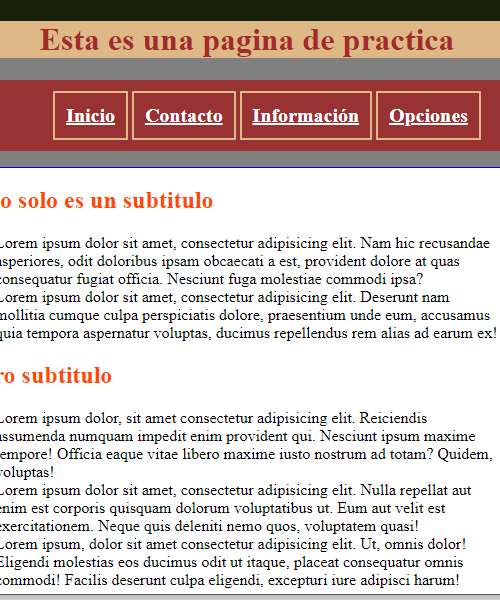 Esta es una pagina de practica
Inicio Contacto Información Opciones
o solo es un subtitulo
Lorem ipsum dolor sit amet, consectetur adipisicing elit. Nam hic recusandae
asperiores, odit doloribus ipsam obcaecati a est, provident dolore at quas
consequatur fugiat officia. Nesciunt fuga molestiae commodi ipsa?
Lorem ipsum dolor sit amet, consectetur adipisicing elit. Deserunt nam
mollitia cumque culpa perspiciatis dolore, praesentium unde eum, accusamus
quia tempora aspernatur voluptas, ducimus repellendus rem alias ad earum ex!
ro subtitulo
Lorem ipsum dolor, sit amet consectetur adipisicing elit. Reiciendis
assumenda numquam impedit enim provident qui. Nesciunt ipsum maxime
tempore! Officia eaque vitae libero maxime iusto nostrum ad totam? Quidem,
voluptas!
Lorem ipsum dolor sit amet, consectetur adipisicing elit. Nulla repellat aut
enim est corporis quisquam dolorum voluptatibus ut. Eum aut velit est
exercitationem. Neque quis deleniti nemo quos, voluptatem quasi!
Lorem ipsum, dolor sit amet consectetur adipisicing elit. Ut, omnis dolor!
Eligendi molestias eos ducimus odit ut itaque, placeat consequatur omnis
commodi! Facilis deserunt culpa eligendi, excepturi iure adipisci harum!